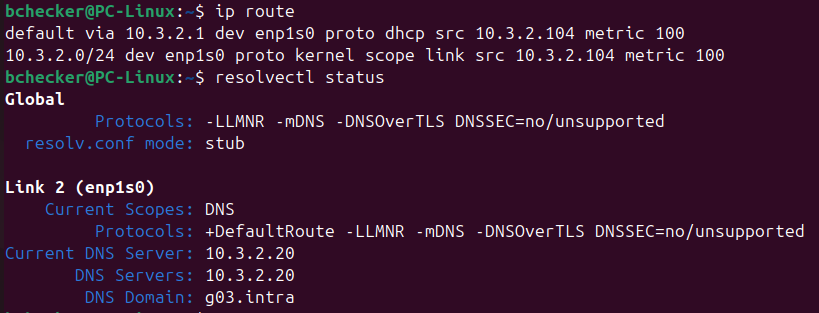 bchecker@PC-Linux:~$ ip route
default via 10.3.2.1 dev enp1s0 proto dhcp src 10.3.2.104 metric 100
10.3.2.0/24 dev enp1s0 proto kernel scope link src 10.3.2.104 metric 100
bchecker@PC-Linux:~$ resolvectl status
Global
Protocols: -LLMNR -mDNS -DNSOverTLS DNSSEC=no/unsupported
resolv.conf mode: stub
Link 2 (enp1s0)
Current Scopes: DNS
Protocols: +DefaultRoute -LLMNR -mDNS -DNSOverTLS DNSSEC=no/unsupported
Current DNS Server: 10.3.2.20
DNS Servers: 10.3.2.20
DNS Domain: g03.intra